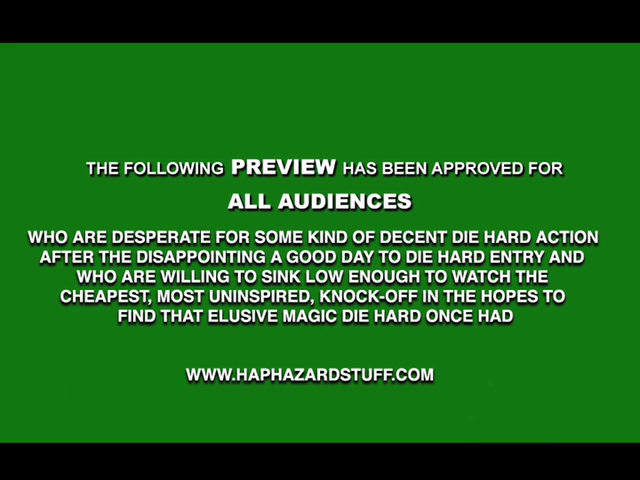 THE FOLLOWING PREVIEW HAS BEEN APPROVED FOR
ALL AUDIENCES
WHO ARE DESPERATE FOR SOME KIND OF DECENT DIE HARD ACTION
AFTER THE DISAPPOINTING A GOOD DAY TO DIE HARD ENTRY AND
WHO ARE WILLING TO SINK LOW ENOUGH TO WATCH THE
CHEAPEST, MOST UNINSPIRED, KNOCK-OFF IN THE HOPES TO
FIND THAT ELUSIVE MAGIC DIE HARD ONCE HAD
WWW.HAPHAZARDSTUFF.COM